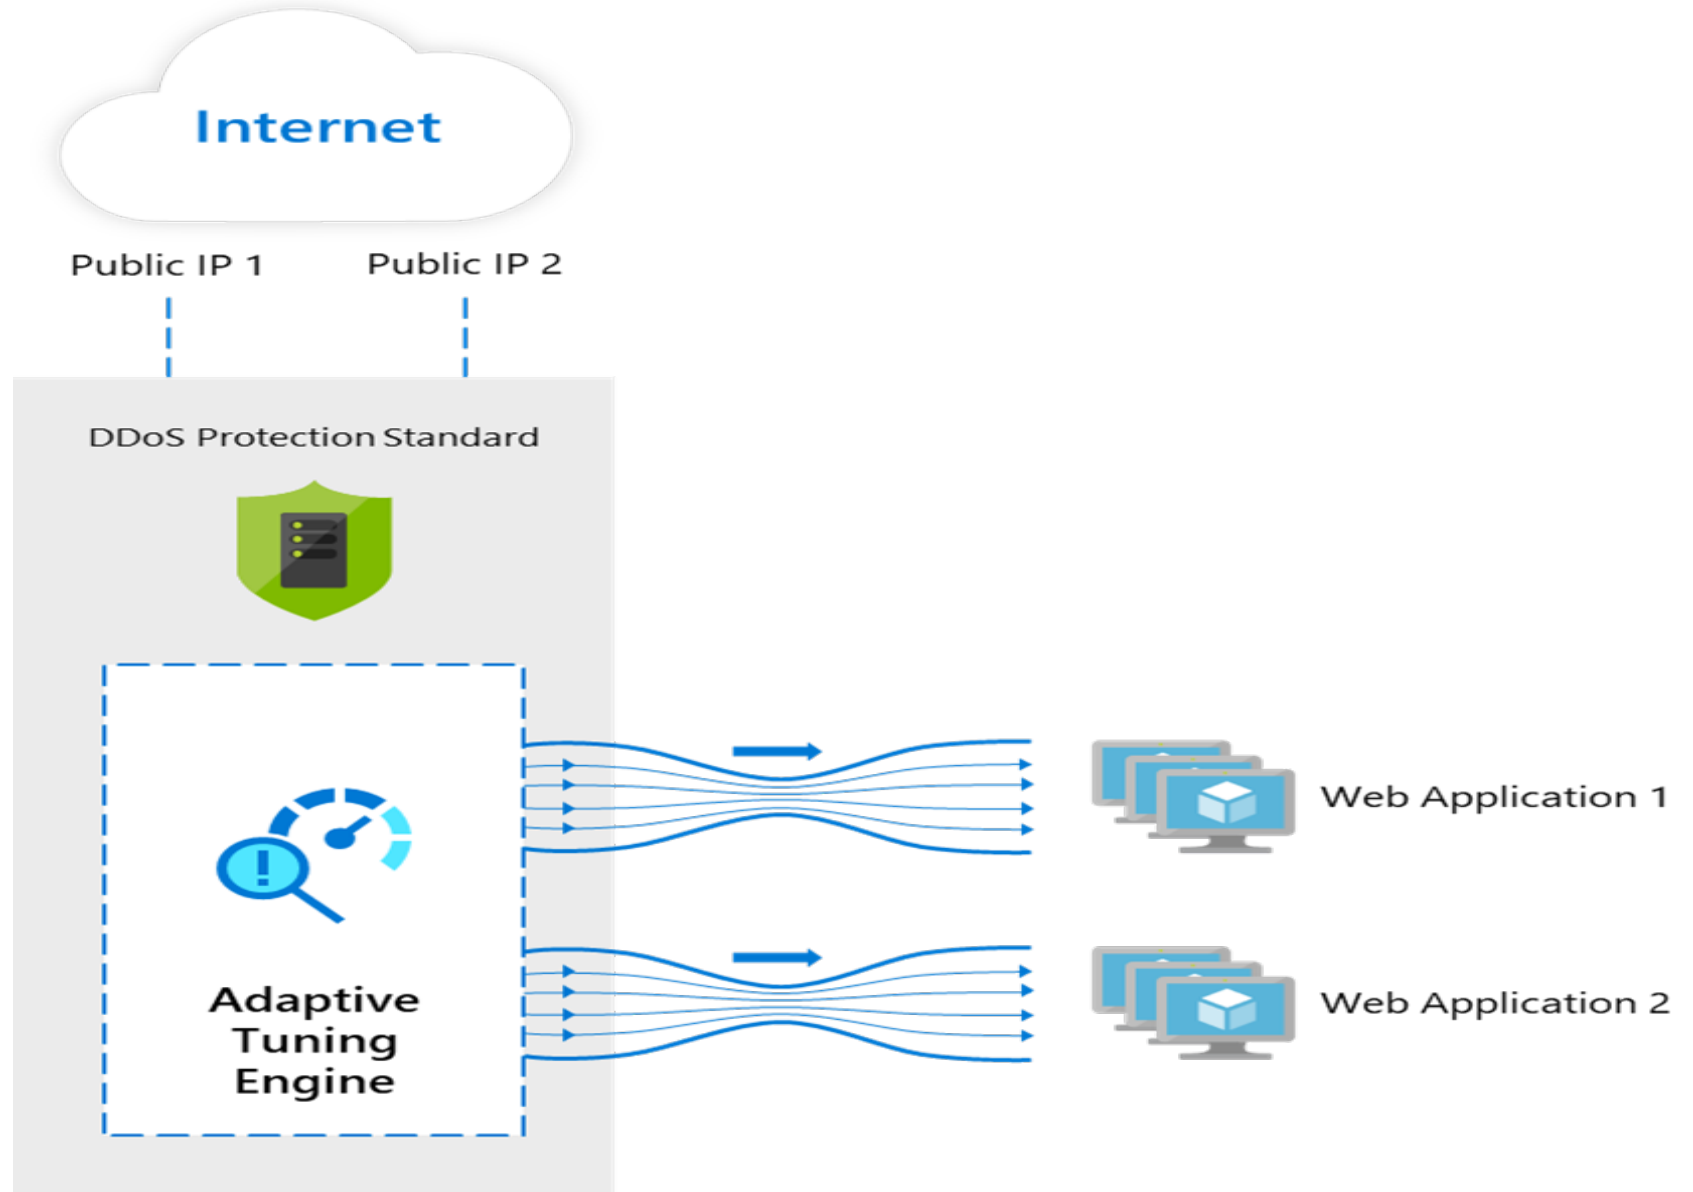 Internet
Public IP 1
Public IP 2
DDoS Protection Standard
!
Adaptive
Tuning
Engine
Web Application 1
Web Application 2